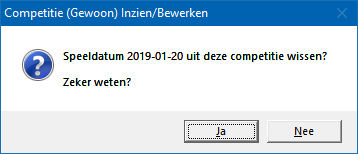 Competitie (Gewoon) Inzien/Bewerken
Speeldatum 2019-01-20 uit deze competitie wissen?
Zeker weten?
Ja
Nee